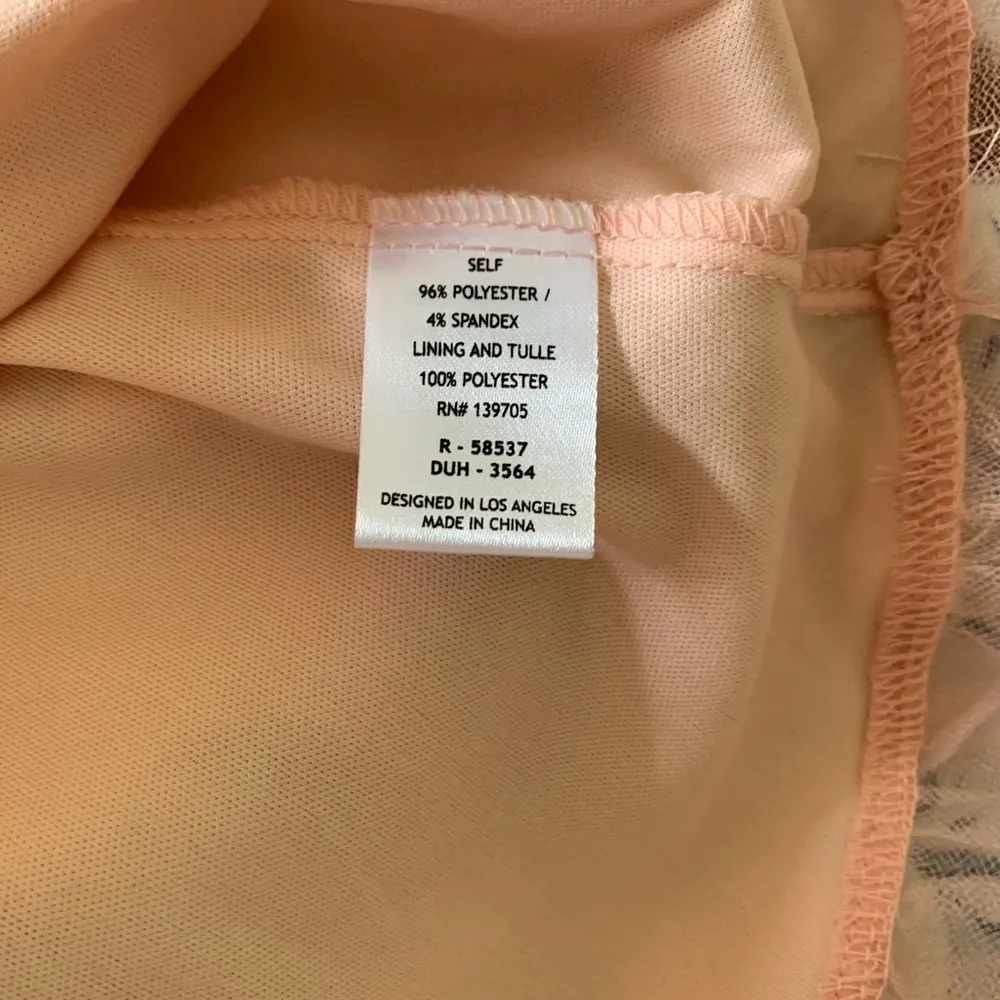 SELF
96% POLYESTER /
4% SPANDEX
LINING AND TULLE
100% POLYESTER
RN# 139705
R - 58537
DUH - 3564
DESIGNED IN LOS ANGELES
MADE IN CHINA